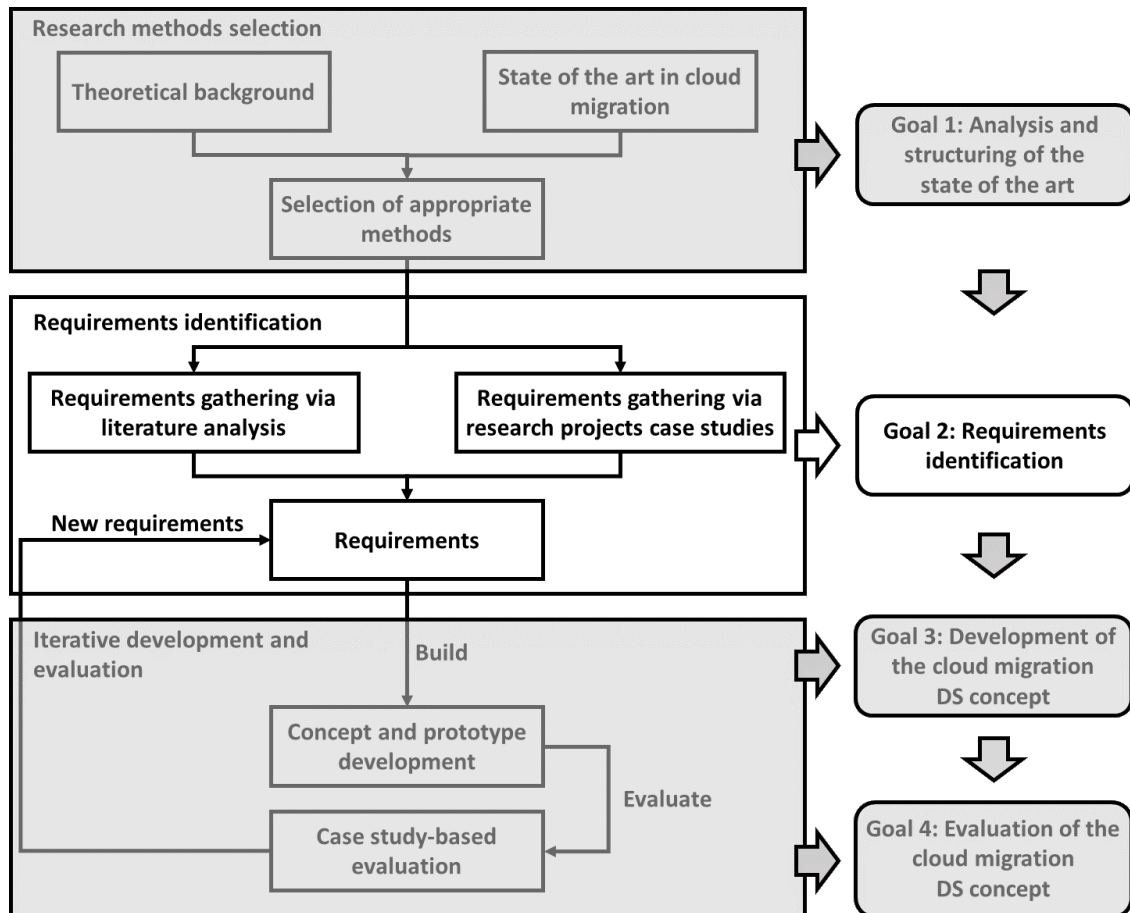 Research methods selection
Theoretical background
State of the art in cloud
migration
Selection of appropriate
methods
Goal 1: Analysis and
structuring of the
state of the art
Requirements identification
Requirements gathering via
literature analysis
Requirements gathering via
research projects case studies
Goal 2: Requirements
identification
New requirements
Requirements
Iterative development and
evaluation
Build
Concept and prototype
development
Evaluate
Case study-based
evaluation
Goal 3: Development of
the cloud migration
DS concept
Goal 4: Evaluation of the
cloud migration
DS concept